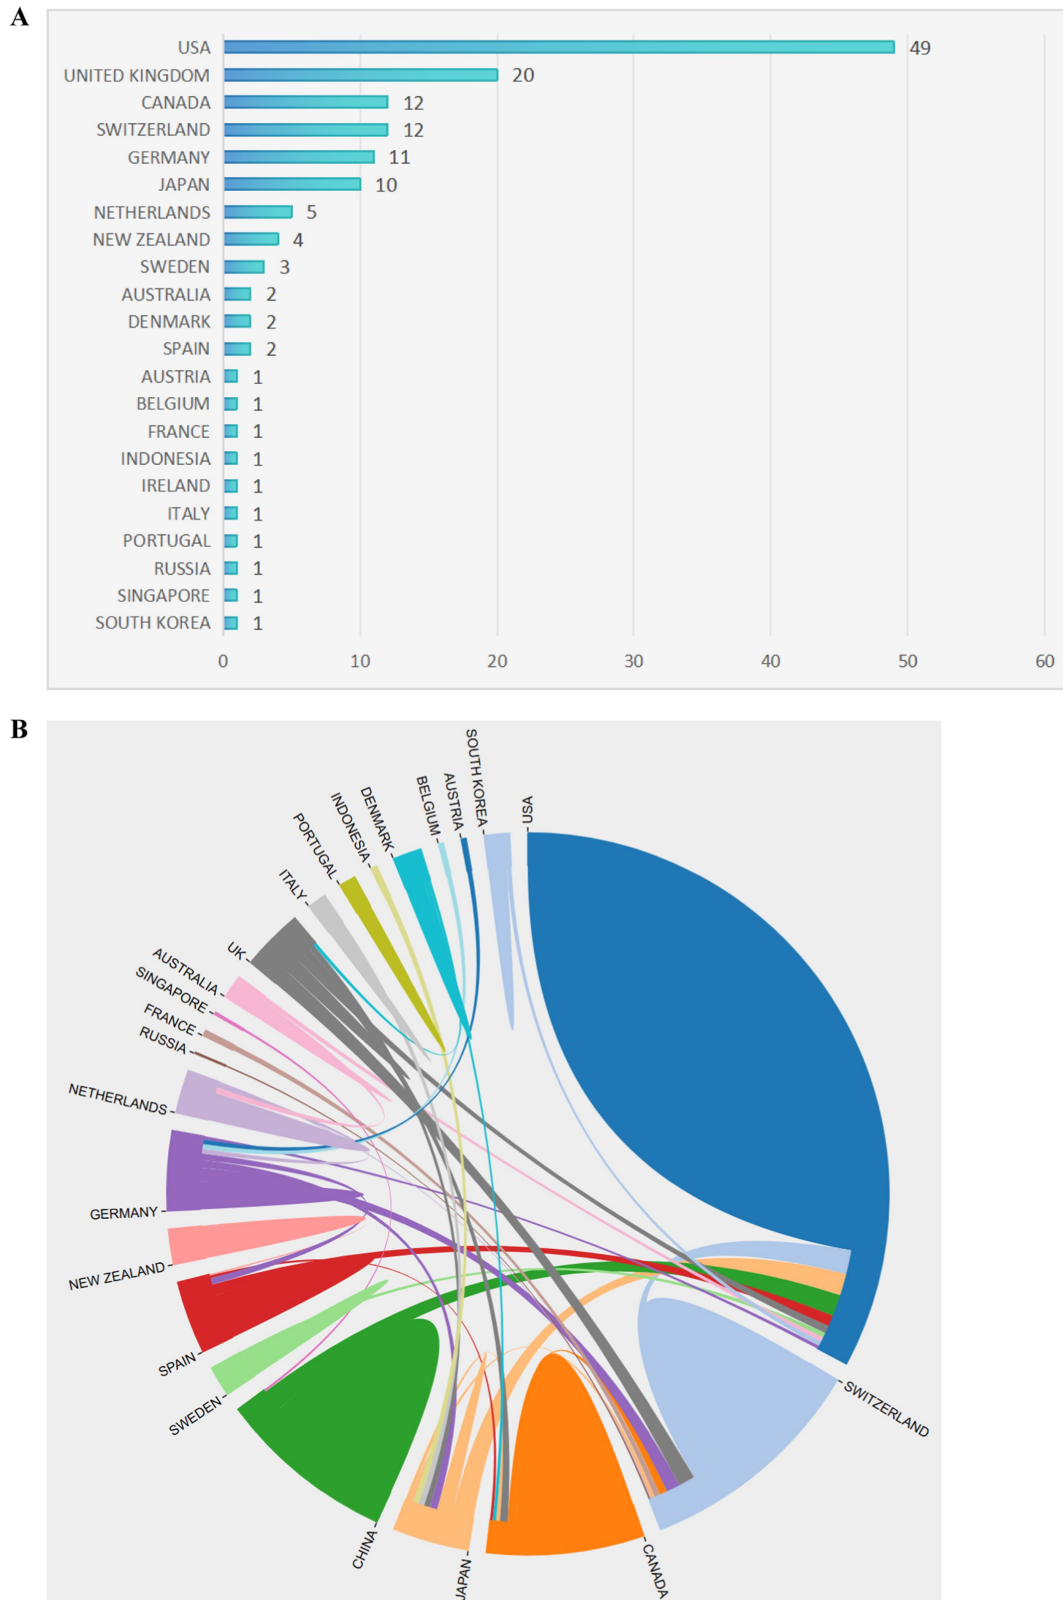 A
USA 49
UNITED KINGDOM 20
CANADA 12
SWITZERLAND 12
GERMANY 11
JAPAN 10
NETHERLANDS 5
NEW ZEALAND 4
SWEDEN 3
AUSTRALIA 2
DENMARK 2
SPAIN 2
AUSTRIA 1
BELGIUM 1
FRANCE 1
INDONESIA 1
IRELAND 1
ITALY 1
PORTUGAL 1
RUSSIA 1
SINGAPORE 1
SOUTH KOREA 1
0 10 20 30 40 50 60
B
USA
SOUTH KOREA
AUSTRIA
BELGIUM
DENMARK
INDONESIA
PORTUGAL
ITALY
UK
AUSTRALIA
SINGAPORE
FRANCE
RUSSIA
NETHERLANDS
GERMANY
NEW ZEALAND
SPAIN
SWEDEN
CHINA
JAPAN
CANADA
SWITZERLAND